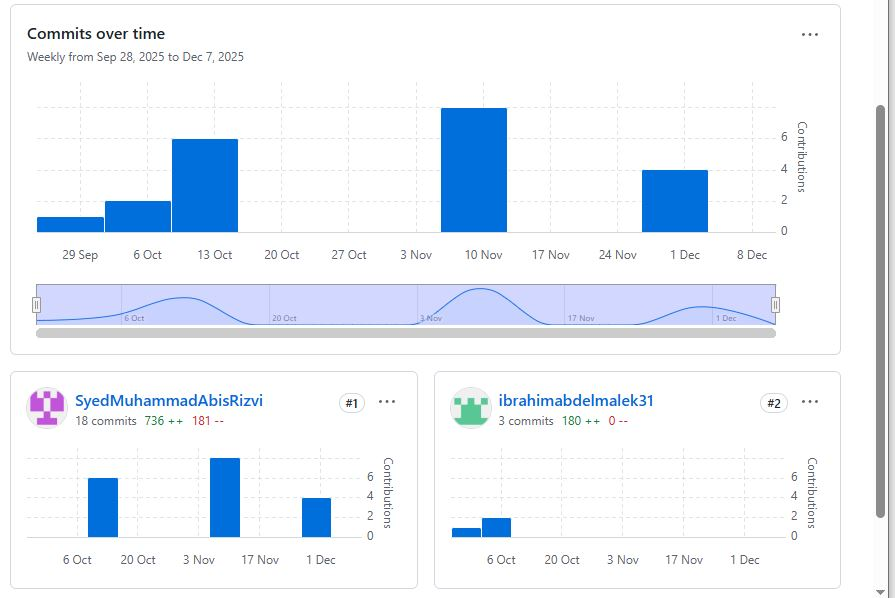 Commits over time
Weekly from Sep 28, 2025 to Dec 7, 2025
6
4
2
0
Contributions
29 Sep 6 Oct 13 Oct 20 Oct 27 Oct 3 Nov 10 Nov 17 Nov 24 Nov 1 Dec 8 Dec
6 Oct 20 Oct 3 Nov 17 Nov 1 Dec
SyedMuhammadAbisRizvi #1
18 commits 736 ++ 181 --
6
4
2
0
Contributions
6 Oct 20 Oct 3 Nov 17 Nov 1 Dec
ibrahimabdelmalek31 #2
3 commits 180 ++ 0 --
6
4
2
0
Contributions
6 Oct 20 Oct 3 Nov 17 Nov 1 Dec